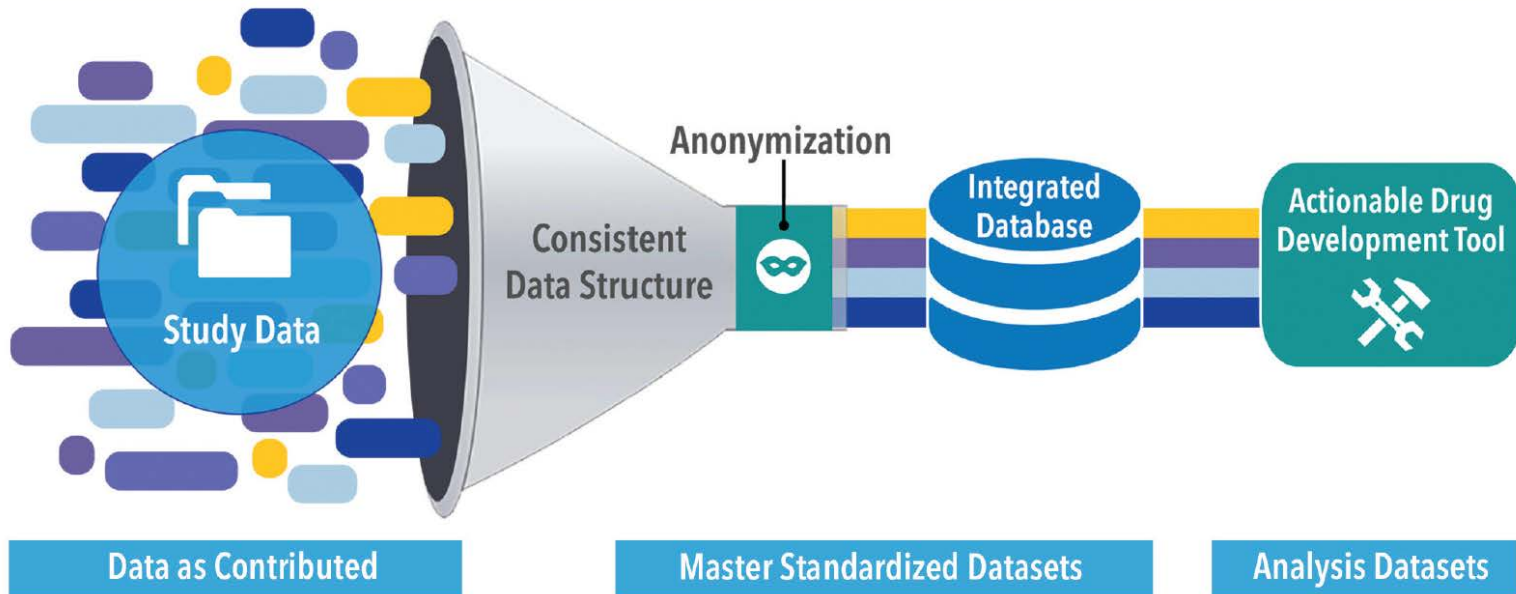 Anonymization
Consistent
Data Structure
Study Data
Integrated
Database
Actionable Drug
Development Tool
Data as Contributed
Master Standardized Datasets
Analysis Datasets